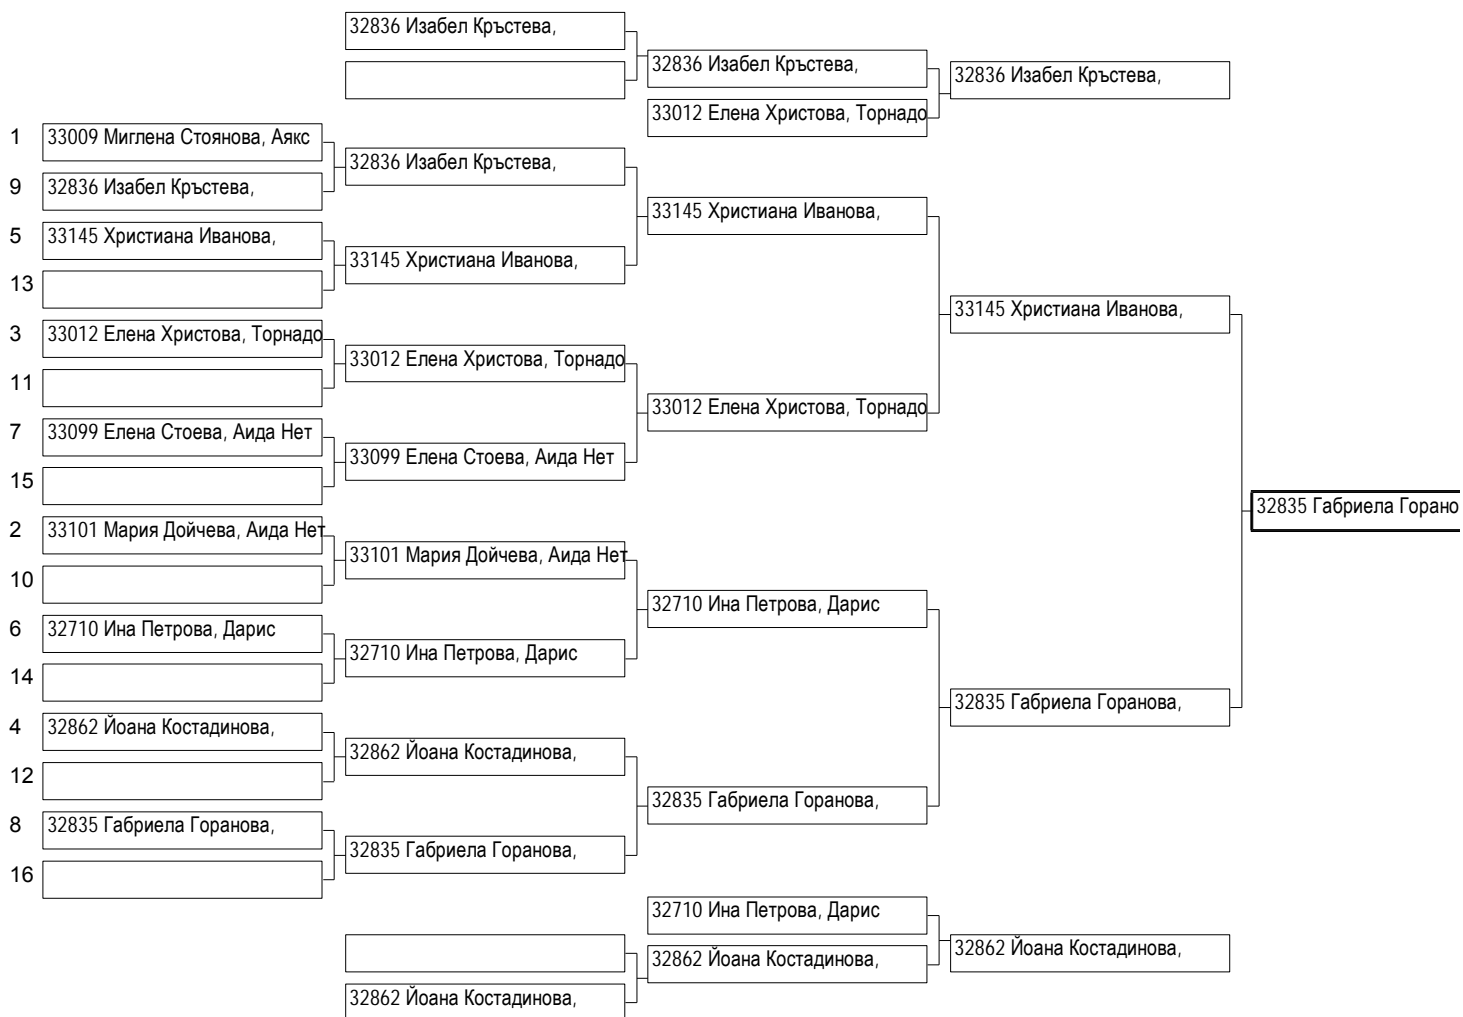 32836 Изабел Кръстева,
32836 Изабел Кръстева,
32836 Изабел Кръстева,
33012 Елена Христова, Торнадо
1 33009 Миглена Стоянова, Аякс
32836 Изабел Кръстева,
9 32836 Изабел Кръстева,
33145 Христиана Иванова,
5 33145 Христиана Иванова,
33145 Христиана Иванова,
13
33145 Христиана Иванова,
3 33012 Елена Христова, Торнадо
33012 Елена Христова, Торнадо
11
33012 Елена Христова, Торнадо
7 33099 Елена Стоева, Аида Нет
33099 Елена Стоева, Аида Нет
15
32835 Габриела Горано
2 33101 Мария Дойчева, Аида Нет
33101 Мария Дойчева, Аида Нет
10
32710 Ина Петрова, Дарис
6 32710 Ина Петрова, Дарис
32710 Ина Петрова, Дарис
14
32835 Габриела Горанова,
4 32862 Йоана Костадинова,
32862 Йоана Костадинова,
12
32835 Габриела Горанова,
8 32835 Габриела Горанова,
32835 Габриела Горанова,
16
32710 Ина Петрова, Дарис
32862 Йоана Костадинова,
32862 Йоана Костадинова,
32862 Йоана Костадинова,